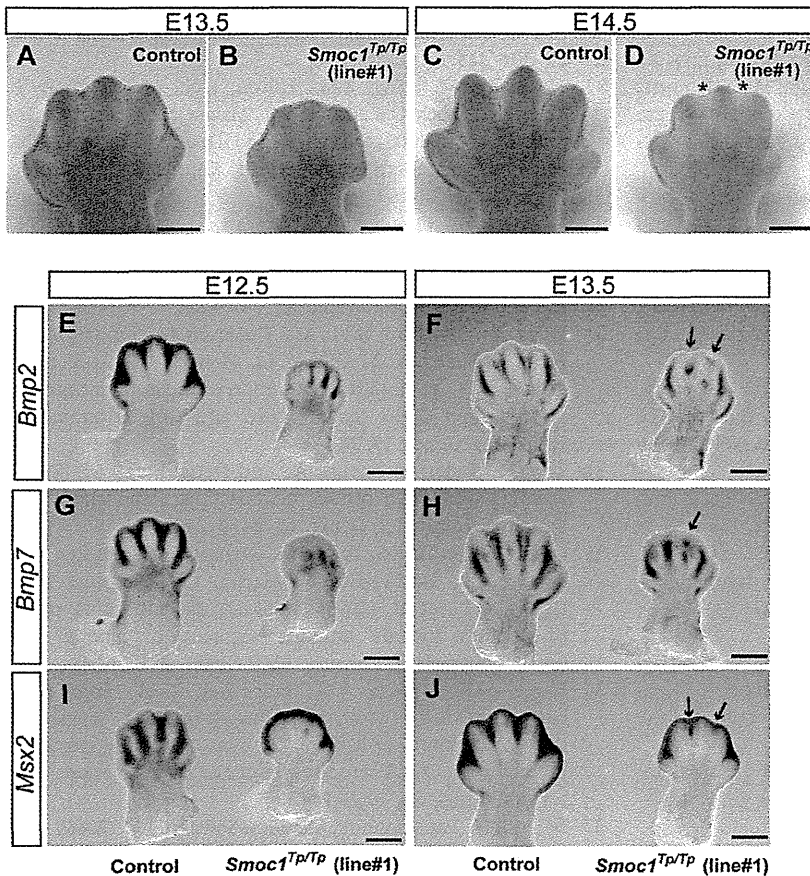 E13.5
E14.5
A Control
B Smoc1Tp/Tp
(line#1)
C Control
D Smoc1Tp/Tp
(line#1)
* *
E12.5
E13.5
Bmp2
E
F
Bmp7
G
H
Msx2
I
J
Control
Smoc1Tp/Tp (line#1)
Control
Smoc1Tp/Tp (line#1)